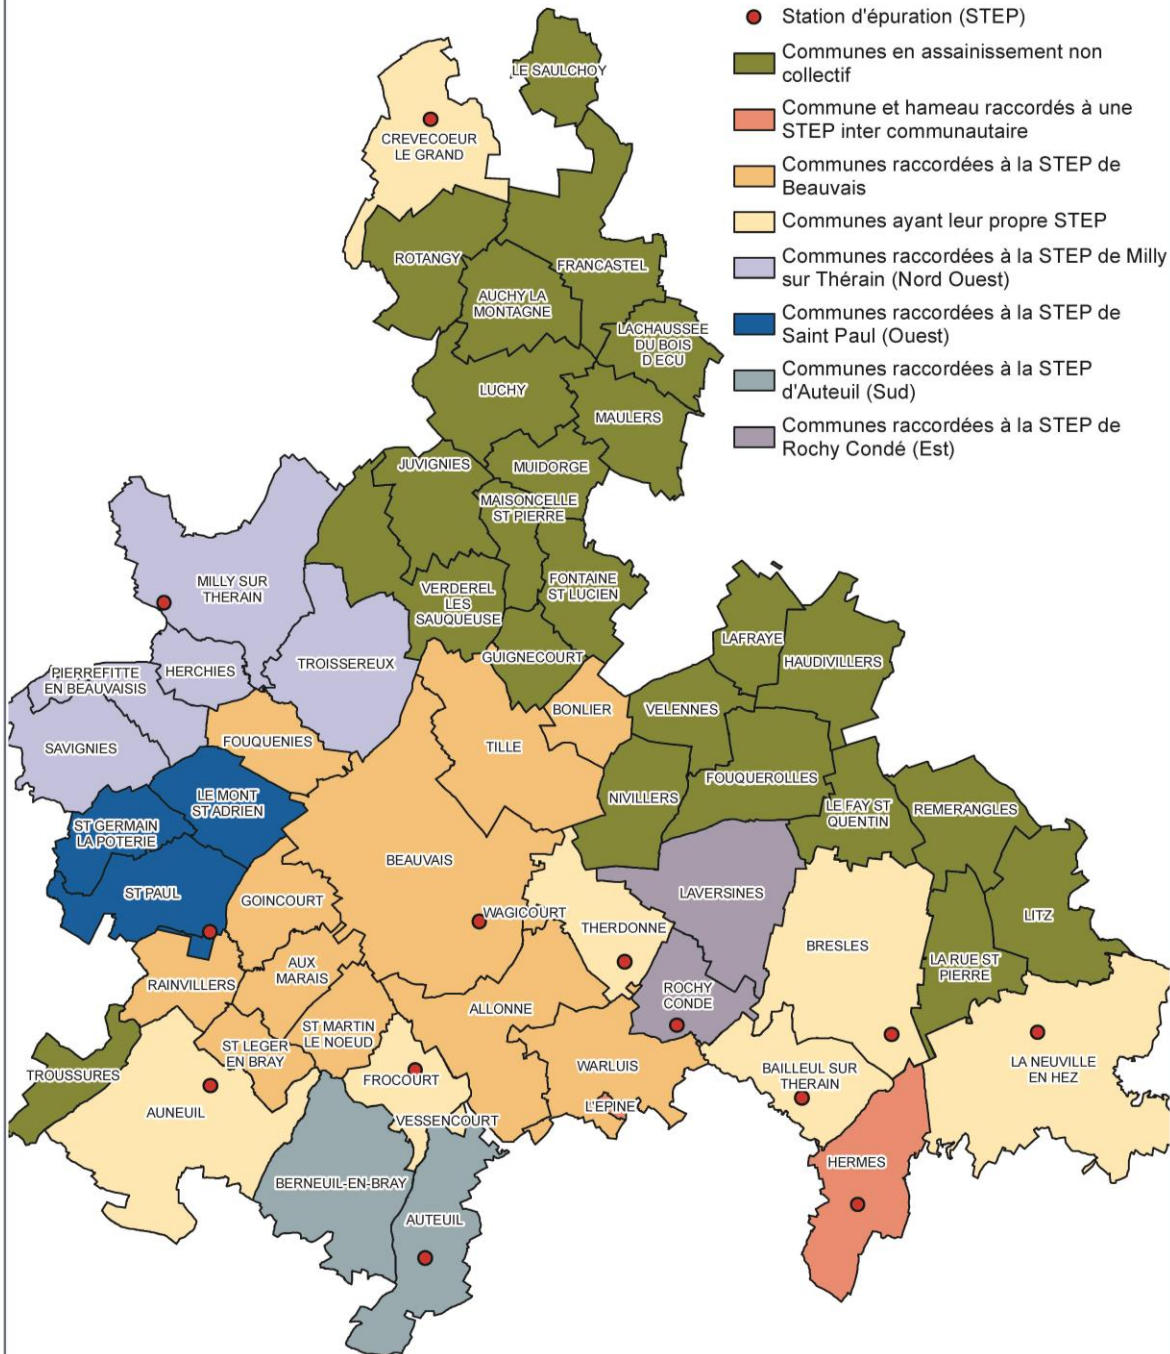 Station d'épuration (STEP)
Communes en assainissement non
collectif
Commune et hameau raccordés à une
STEP inter communautaire
Communes raccordées à la STEP de
Beauvais
Communes ayant leur propre STEP
Communes raccordées à la STEP de Milly
sur Thérain (Nord Ouest)
Communes raccordées à la STEP de
Saint Paul (Ouest)
Communes raccordées à la STEP
d'Auteuil (Sud)
Communes raccordées à la STEP de
Rochy Condé (Est)
LE SAULCHOY
CREVECOEUR
LE GRAND
ROTANGY
FRANCASTEL
AUCHY LA
MONTAGNE
LACHAUSSEE
DU BOIS
D ECU
LUCHY
MAULERS
JUVIGNIES
MUIDORGE
MAISONCELLE
ST PIERRE
MILLY SUR
THERAIN
VERDEREL
LES
SAUQUEUSE
FONTAINE
ST LUCIEN
LAFRAYE
HAUDIVILLERS
PIERREFITTE
EN BEAUVAISIS
HERCHIES
TROISSEREUX
GUIGNECOURT
BONLIER
VELENNES
SAVIGNIES
FOUQUENIES
TILLE
NIVILLERS
FOUQUEROLLES
LE MONT
ST ADRIEN
ST GERMAIN
LA POTERIE
LE FAY ST
QUENTIN
REMERANGLES
BEAUVAIS
ST PAUL
GOINCOURT
LAVERSINES
WAGICOURT
THERDONNE
LITZ
BRESLES
LA RUE ST
PIERRE
RAINVILLERS
AUX
MARAIS
ROCHY
CONDE
ALLONNE
ST MARTIN
LE NOEUD
ST LEGER
EN BRAY
TROUSSURES
AUNEUIL
FROCOURT
WARLUIS
BAILLEUL SUR
THERAIN
LA NEUVILLE
EN HEZ
L'EPINE
VESSENCOURT
HERMES
BERNEUIL-EN-BRAY
AUTEUIL